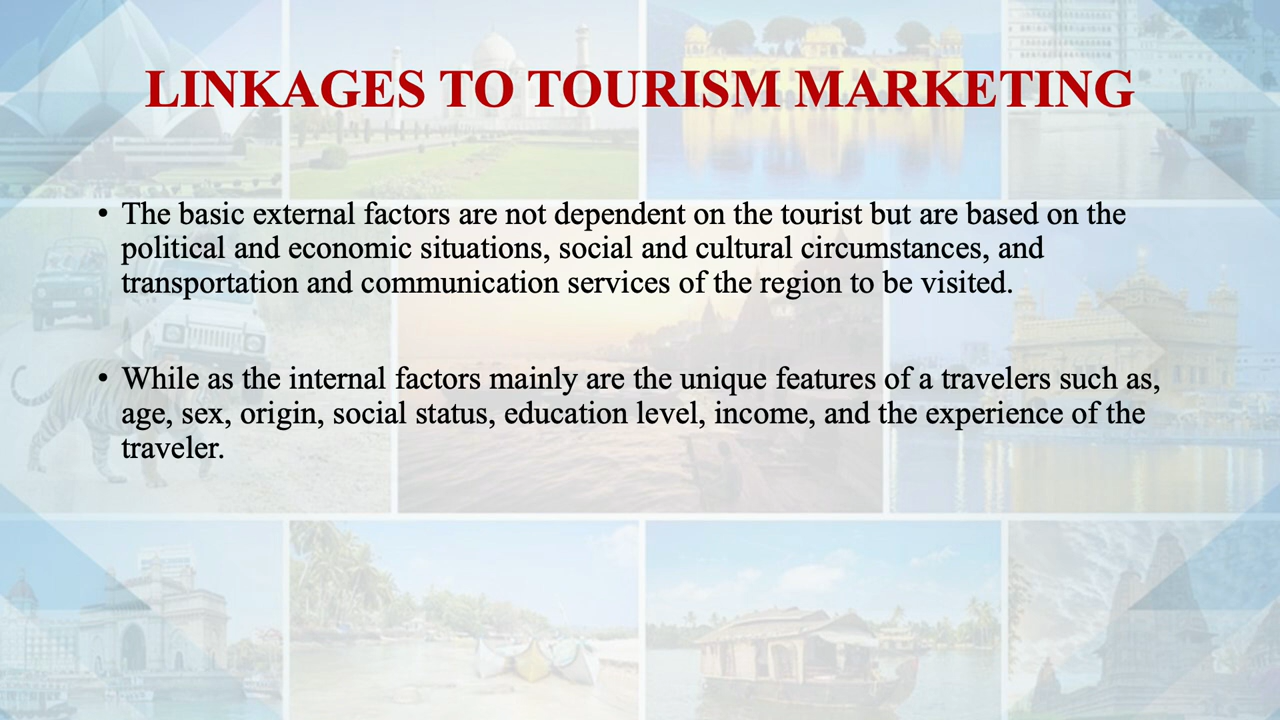 LINKAGES TO TOURISM MARKETING
• The basic external factors are not dependent on the tourist but are based on the
political and economic situations, social and cultural circumstances, and
transportation and communication services of the region to be visited.
• While as the internal factors mainly are the unique features of a travelers such as,
age, sex, origin, social status, education level, income, and the experience of the
traveler.